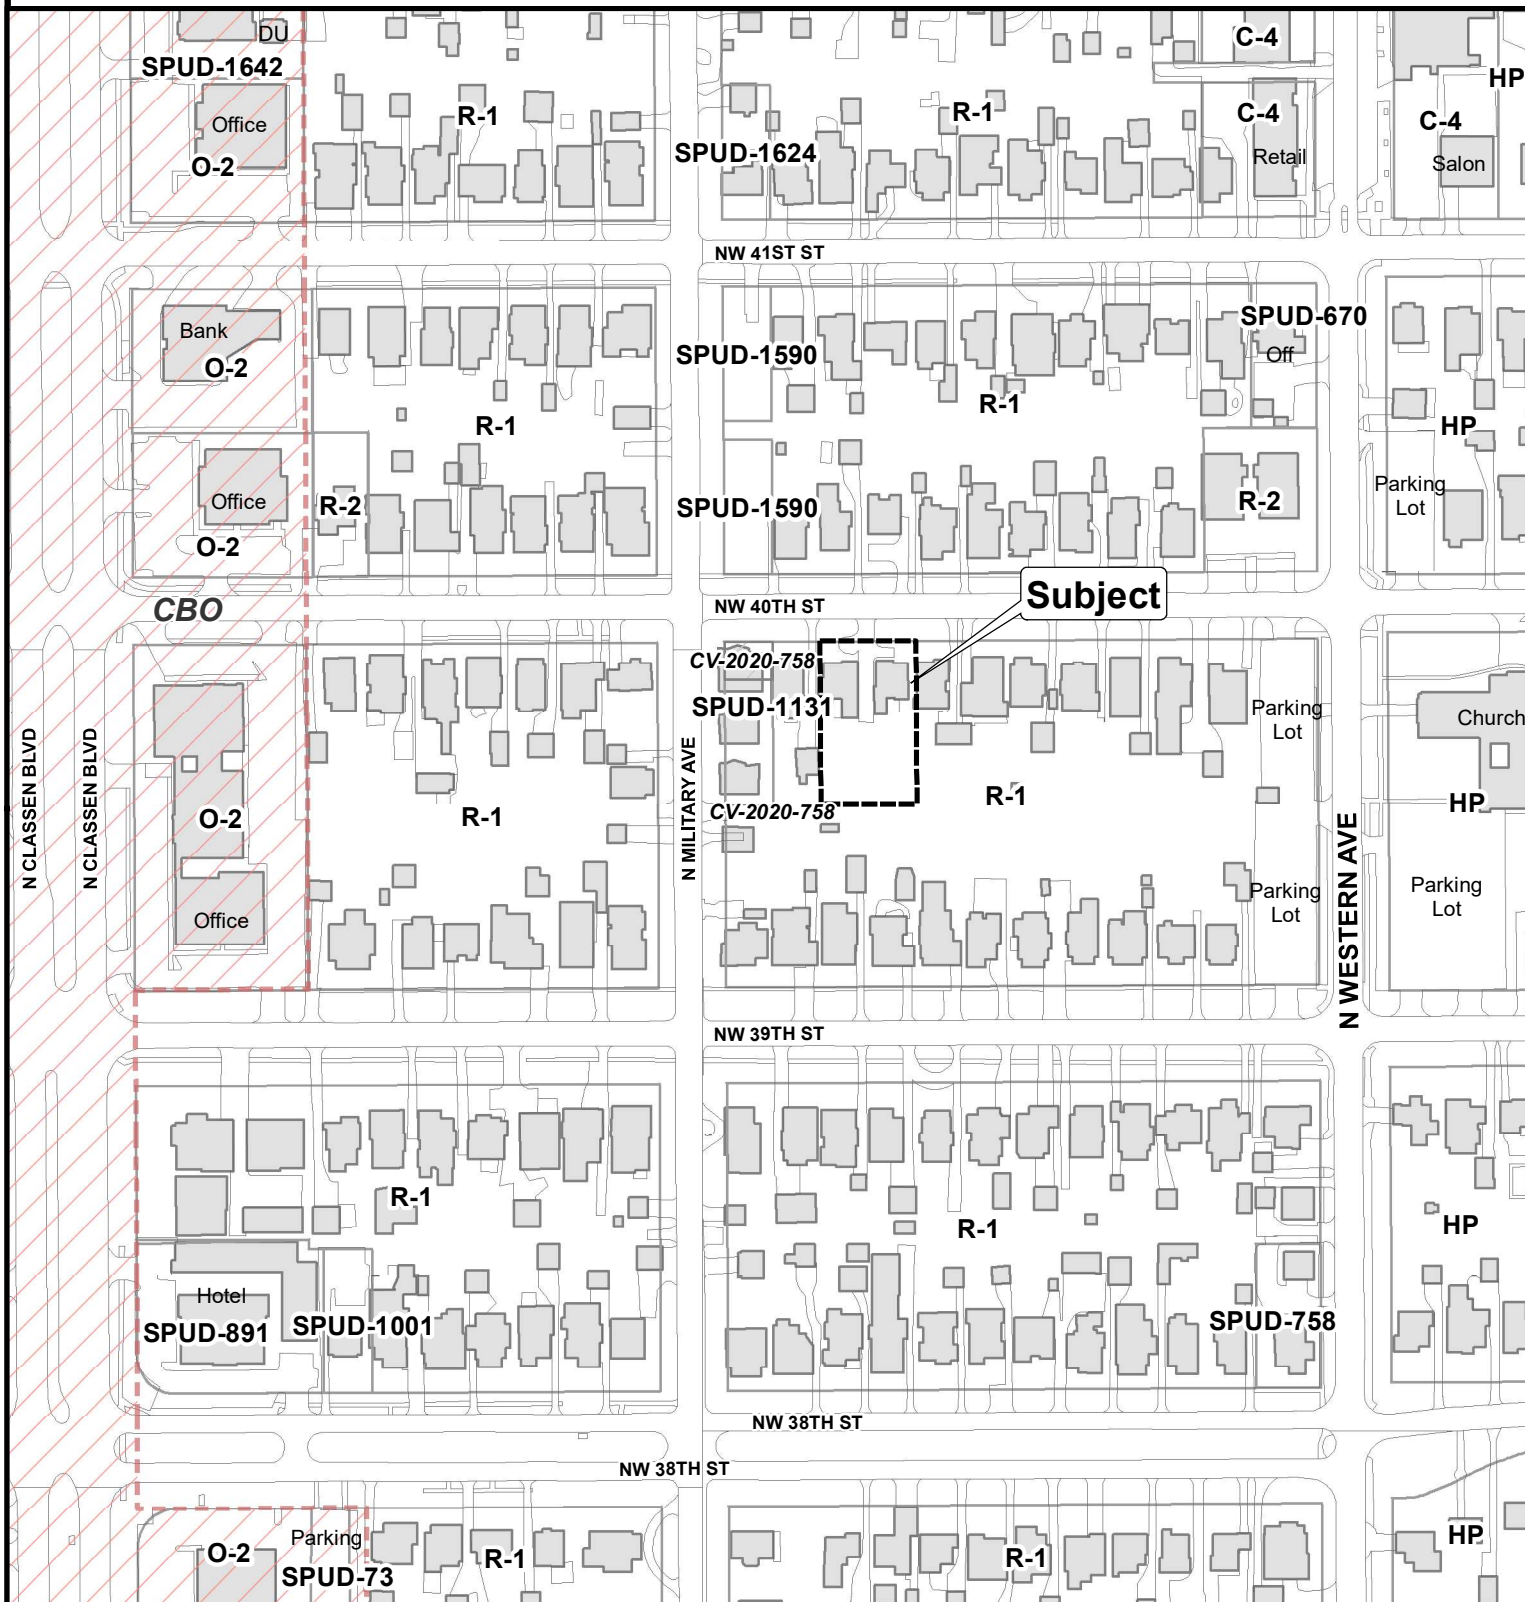 DU
C-4
SPUD-1642
HP
Office
R-1
R-1
C-4
C-4
O-2
SPUD-1624
Retail
Salon
NW 41ST ST
Bank
O-2
SPUD-1590
SPUD-670
Off
R-1
R-1
HP
Office
O-2
R-2
SPUD-1590
R-2
Parking
Lot
CBO
NW 40TH ST
Subject
CV-2020-758
SPUD-1131
Parking
Lot
Church
N CLASSEN BLVD
N CLASSEN BLVD
N MILITARY AVE
O-2
R-1
R-1
CV-2020-758
HP
N WESTERN AVE
Office
Parking
Lot
Parking
Lot
NW 39TH ST
R-1
R-1
HP
Hotel
SPUD-891
SPUD-1001
SPUD-758
NW 38TH ST
NW 38TH ST
O-2
Parking
SPUD-73
R-1
R-1
HP